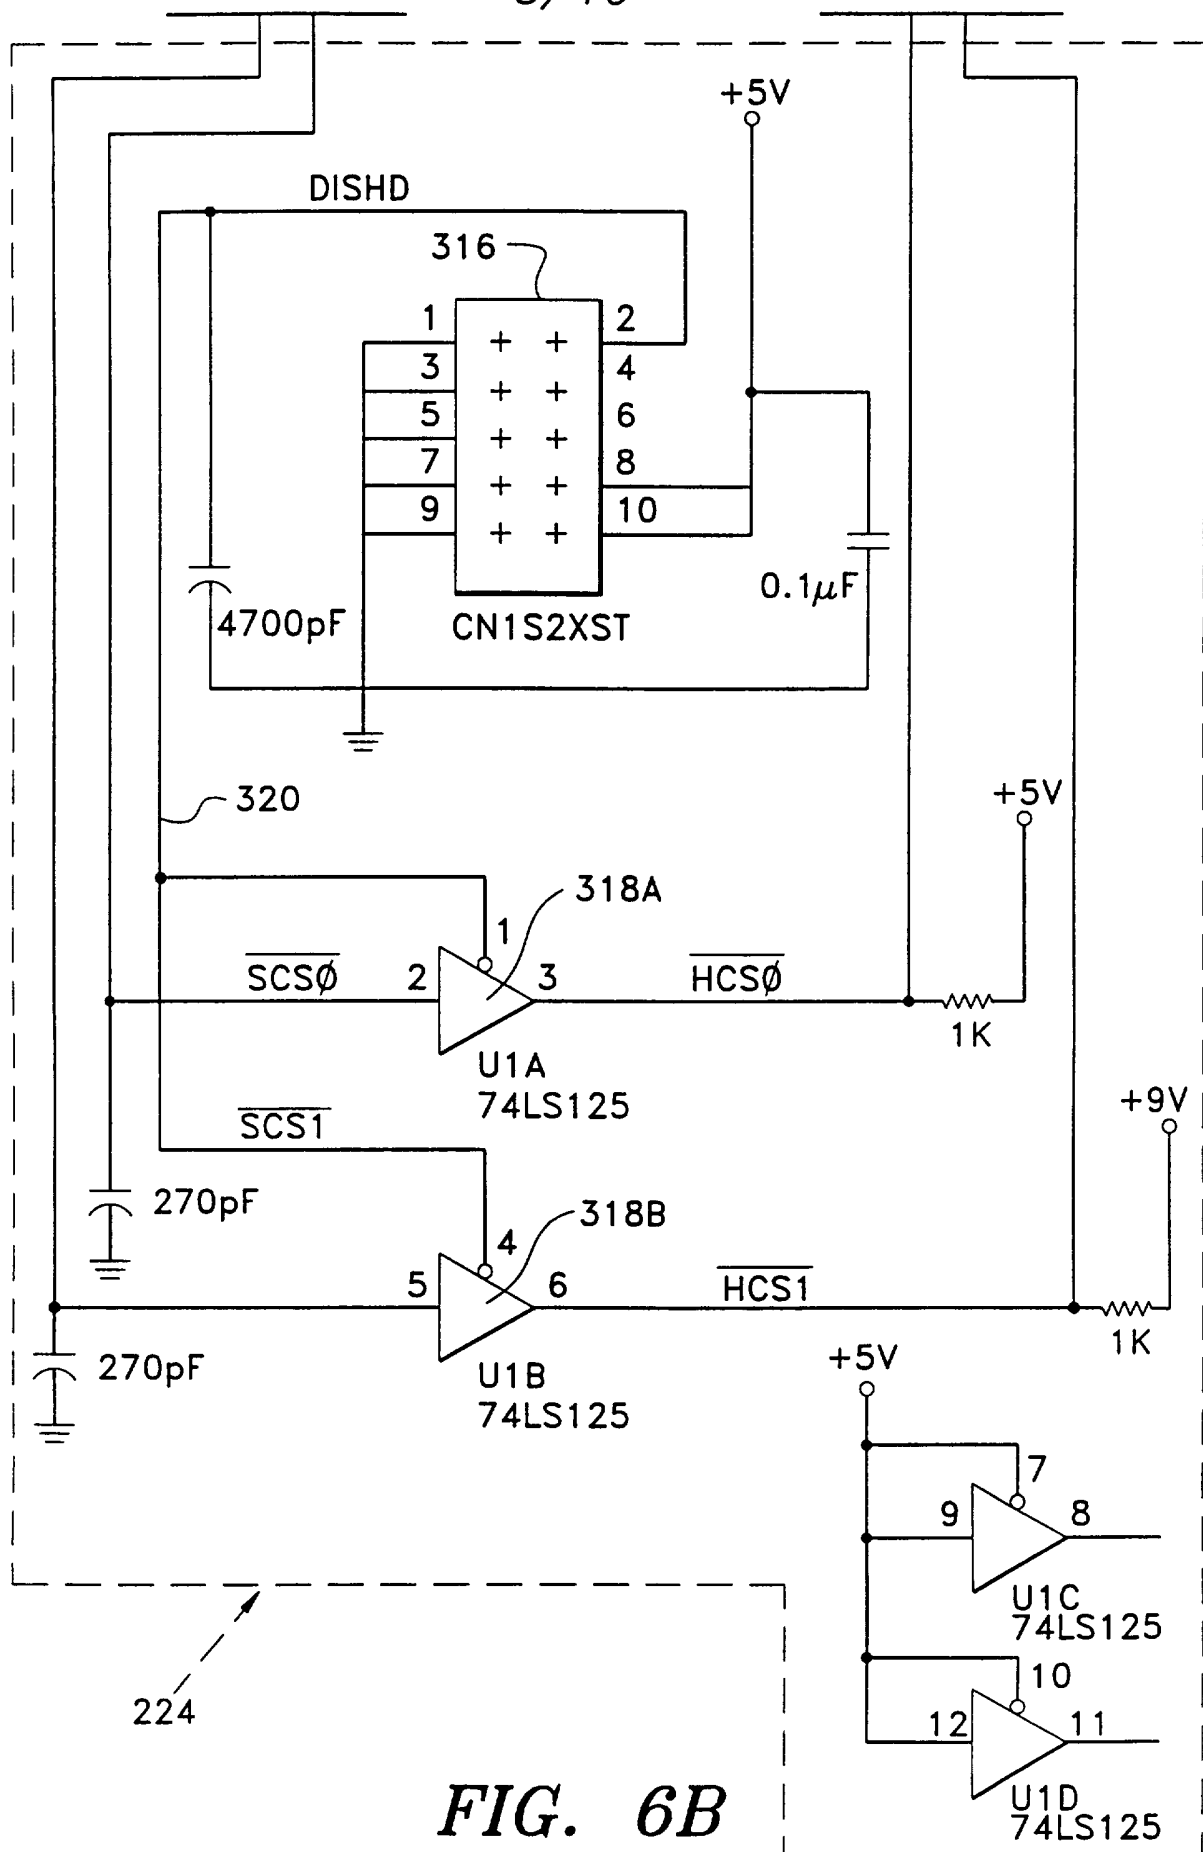 +5V
DISHD
316
1 2
3 4
5 6
7 8
9 10
0.1μF
4700pF
CN1S2XST
320
+5V
318A
1
SCSØ 2 3 HCSØ
1K
U1A
74LS125
+9V
SCS1
270pF
318B
4
5 6 HCS1
1K
270pF
U1B
74LS125
+5V
7
9 8
U1C
74LS125
10
224
12 11
U1D
74LS125
FIG. 6B